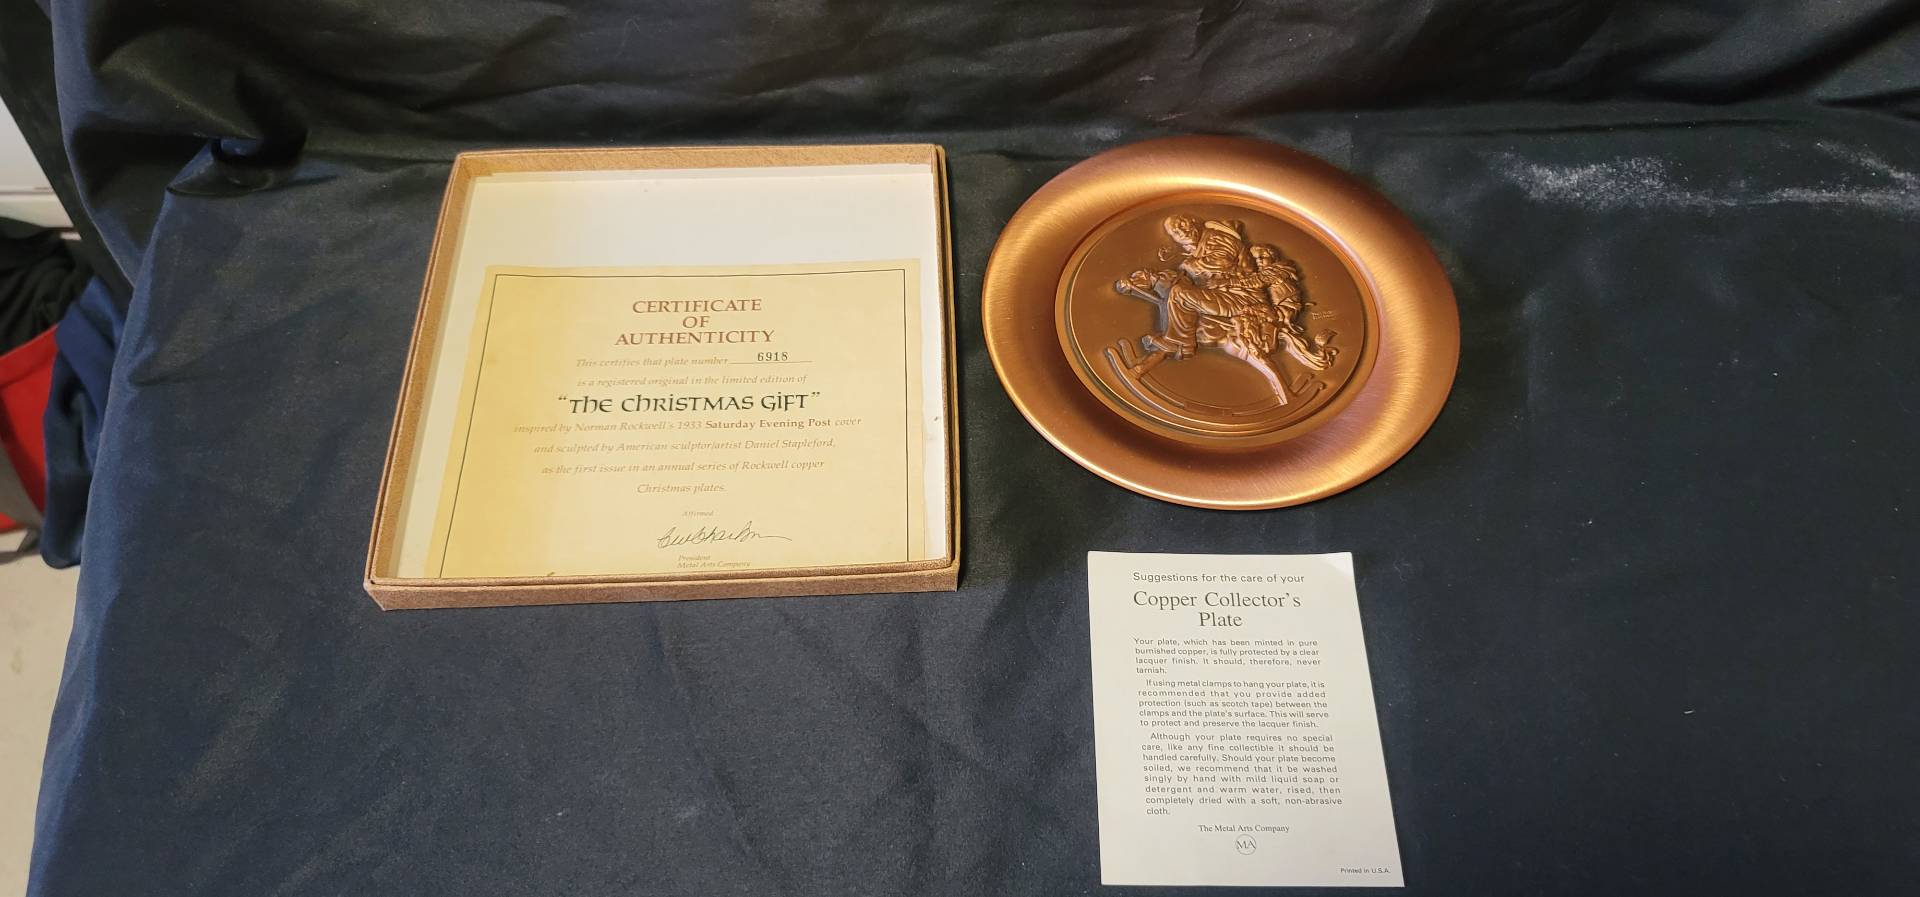 CERTIFICATE
OF
AUTHENTICITY
This certifies that plate number 6918
is a registered original in the limited edition of
“THE CHRISTMAS GIFT”
inspired by Norman Rockwell's 1933 Saturday Evening Post cover
and sculpted by American sculptor/artist Daniel Stapleford,
as the first issue in an annual series of Rockwell copper
Christmas plates.
Affirmed
President
Metal Arts Company
Suggestions for the care of your
Copper Collector's
Plate
Your plate, which has been minted in pure
burnished copper, is fully protected by a clear
lacquer finish. It should, therefore, never
tarnish.
If using metal clamps to hang your plate, it is
recommended that you provide added
protection (such as scotch tape) between the
clamps and the plate's surface. This will serve
to protect and preserve the lacquer finish.
Although your plate requires no special
care, like any fine collectible it should be
handled carefully. Should your plate become
soiled, we recommend that it be washed
singly by hand with mild liquid soap or
detergent and warm water, rised, then
completely dried with a soft, non-abrasive
cloth.
The Metal Arts Company
MA
Printed in U.S.A.